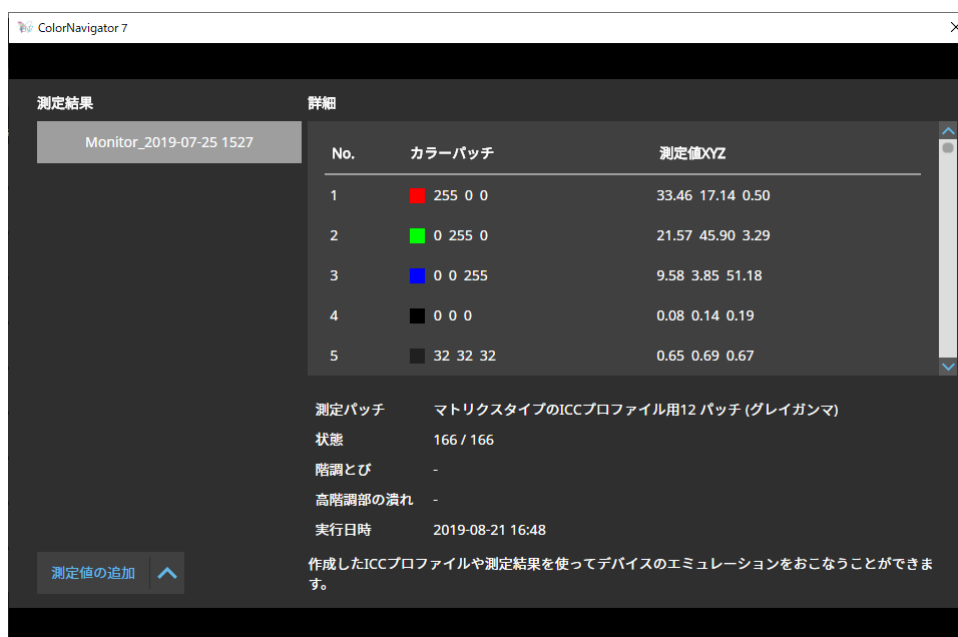 ColorNavigator 7
測定結果
Monitor_2019-07-25 1527
詳細
No. カラーパッチ 測定値XYZ
1 255 0 0 33.46 17.14 0.50
2 0 255 0 21.57 45.90 3.29
3 0 0 255 9.58 3.85 51.18
4 0 0 0 0.08 0.14 0.19
5 32 32 32 0.65 0.69 0.67
測定パッチ マトリクスタイプのICCプロファイル用12 パッチ (グレイガンマ)
状態 166 / 166
階調とび -
高階調部の潰れ -
実行日時 2019-08-21 16:48
作成したICCプロファイルや測定結果を使ってデバイスのエミュレーションをおこなうことができま
す。
測定値の追加